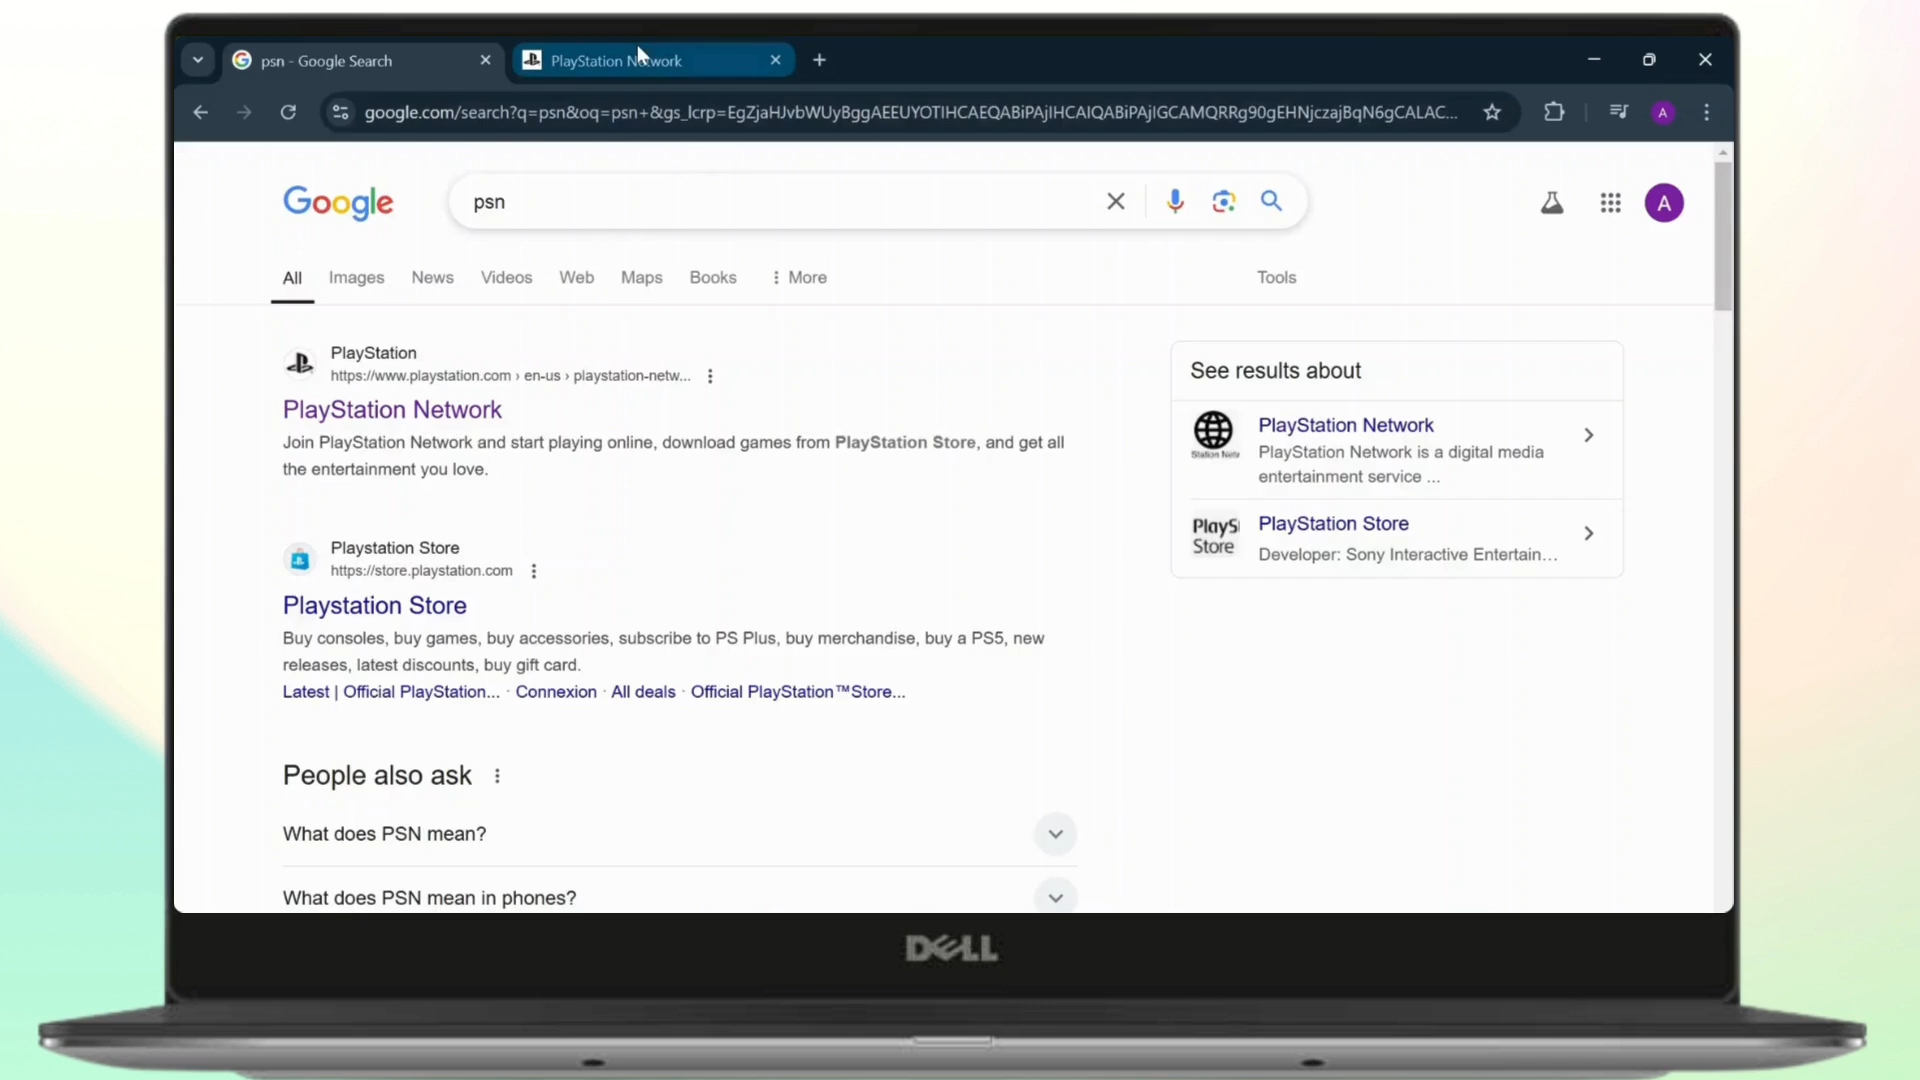 psn - Google Search
PlayStation Network
google.com/search?q=psn&oq=psn+&gs_lcrp=EgZjaHJvbWUyBggAEEUYOTIHCAEQABiPAjIHCAIQABiPAjIGCAMQRRg90gEHNjczajBqN6gCALAC...
A
Google
psn
A
All
Images
News
Videos
Web
Maps
Books
More
Tools
PlayStation
https://www.playstation.com › en-us › playstation-netw...
PlayStation Network
Join PlayStation Network and start playing online, download games from PlayStation Store, and get all
the entertainment you love.
Playstation Store
https://store.playstation.com
Playstation Store
Buy consoles, buy games, buy accessories, subscribe to PS Plus, buy merchandise, buy a PS5, new
releases, latest discounts, buy gift card.
Latest | Official PlayStation... · Connexion · All deals · Official PlayStation™Store...
People also ask
What does PSN mean?
What does PSN mean in phones?
See results about
Station Netw
PlayStation Network
PlayStation Network is a digital media
entertainment service ...
PlayS
Store
PlayStation Store
Developer: Sony Interactive Entertain...
DELL